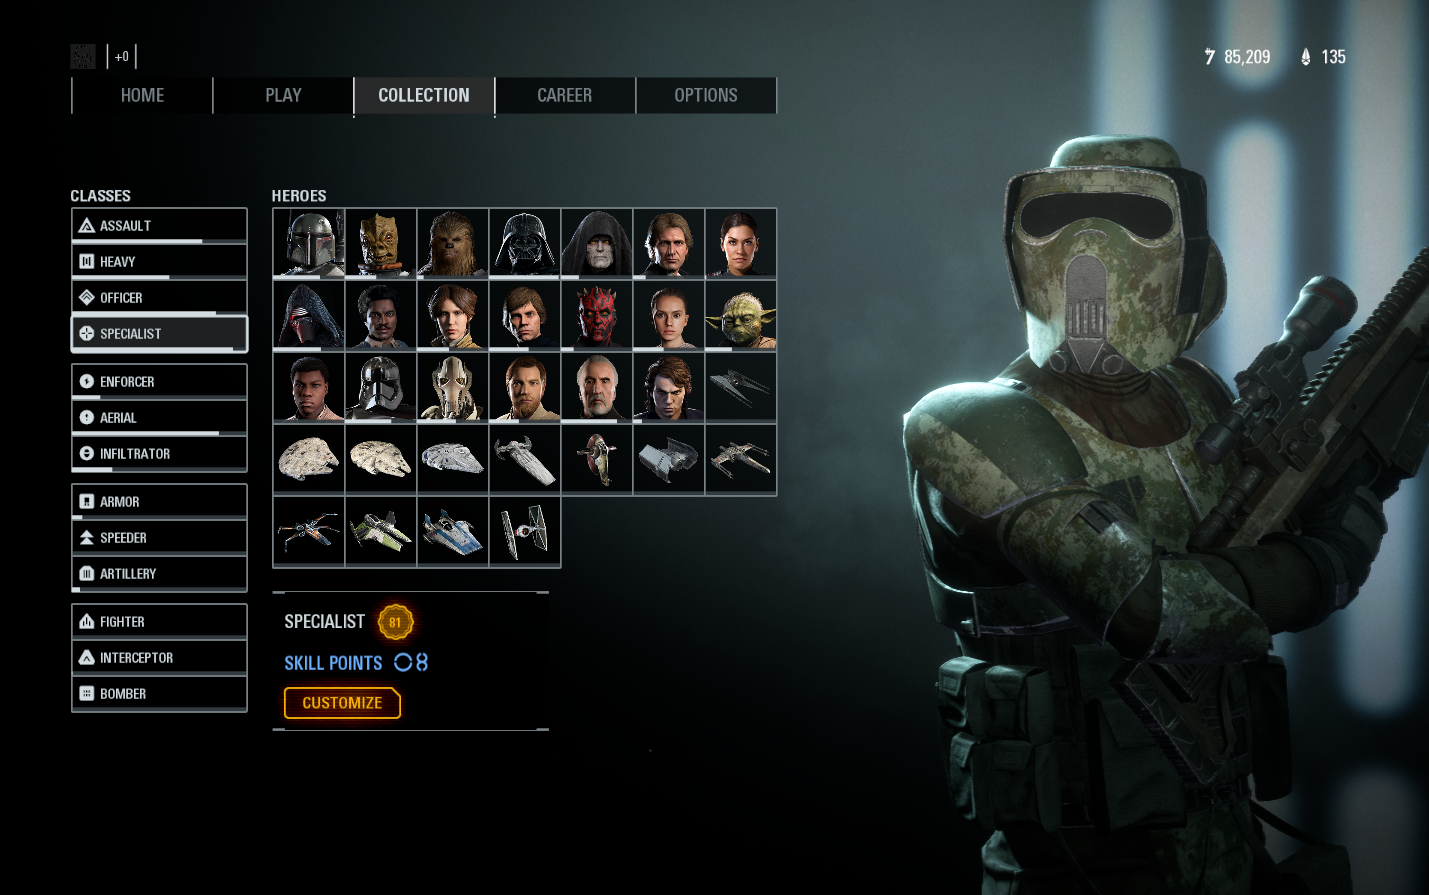 +0
85,209 135
HOME PLAY COLLECTION CAREER OPTIONS
CLASSES
ASSAULT
HEAVY
OFFICER
SPECIALIST
ENFORCER
AERIAL
INFILTRATOR
ARMOR
SPEEDER
ARTILLERY
FIGHTER
INTERCEPTOR
BOMBER
HEROES
SPECIALIST 81
SKILL POINTS 8
CUSTOMIZE